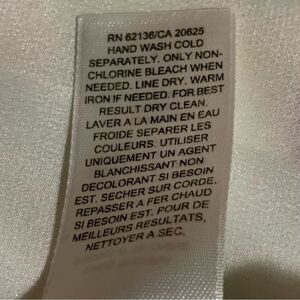 RN 62136/CA 20625
HAND WASH COLD
SEPARATELY. ONLY NON-
CHLORINE BLEACH WHEN
NEEDED. LINE DRY. WARM
IRON IF NEEDED. FOR BEST
RESULT DRY CLEAN.
LAVER A LA MAIN EN EAU
FROIDE SEPARER LES
COULEURS. UTILISER
UNIQUEMENT UN AGENT
BLANCHISSANT NON
DECOLORANT SI BESOIN
EST. SECHER SUR CORDE.
REPASSER A FER CHAUD
SI BESOIN EST. POUR DE
MEILLEURS RESULTATS,
NETTOYER A SEC.